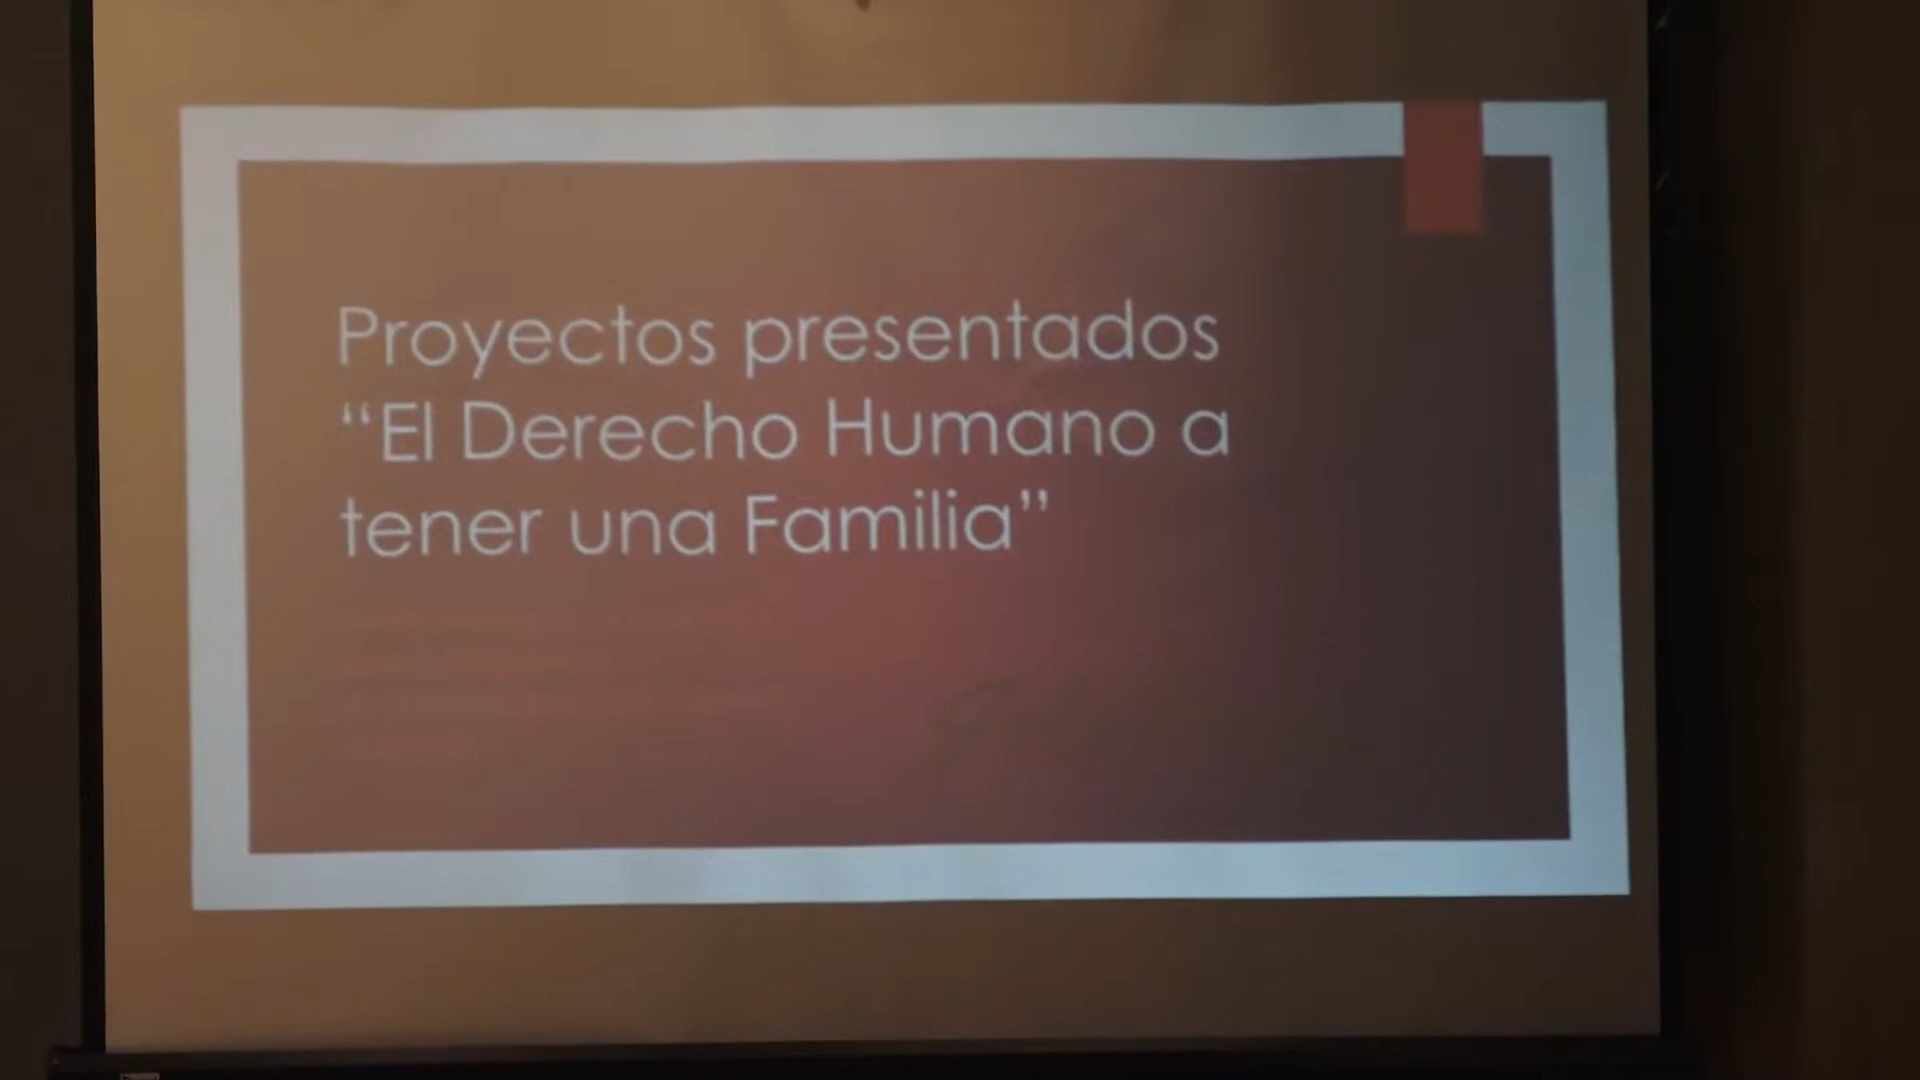 Proyectos presentados
“El Derecho Humano a
tener una Familia”